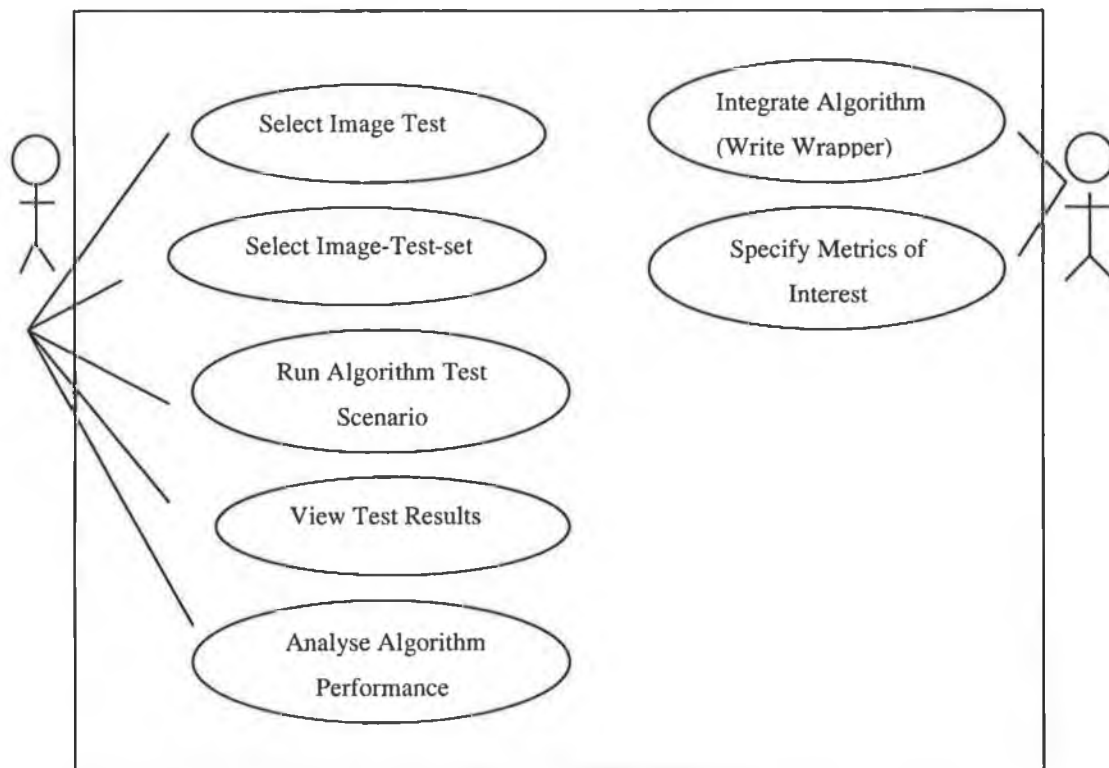 Select Image Test
Select Image-Test-set
Run Algorithm Test
Scenario
View Test Results
Analyse Algorithm
Performance
Integrate Algorithm
(Write Wrapper)
Specify Metrics of
Interest